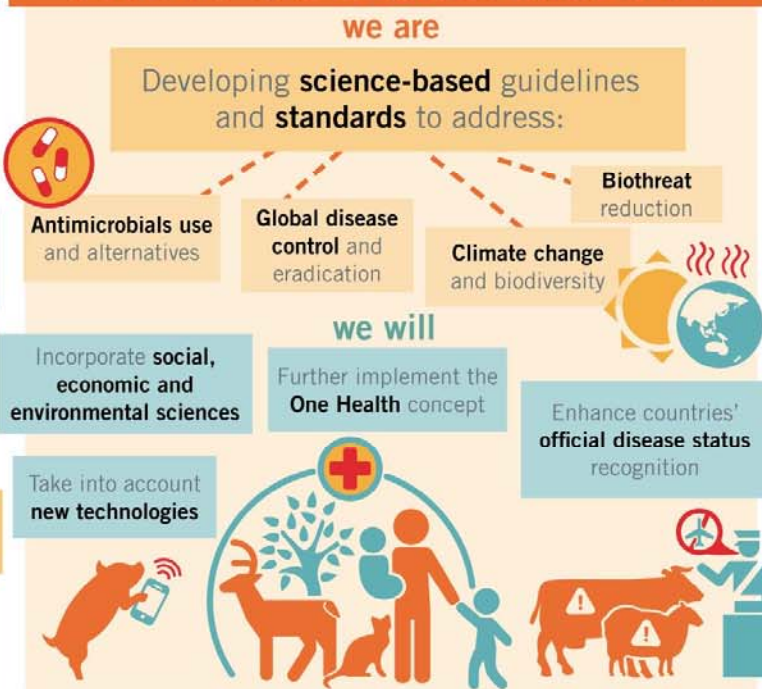 we are
Developing science-based guidelines
and standards to address:
Antimicrobials use
and alternatives
Global disease
control and
eradication
Climate change
and biodiversity
Biothreat
reduction
we will
Incorporate social,
economic and
environmental sciences
Further implement the
One Health concept
Enhance countries'
official disease status
recognition
Take into account
new technologies